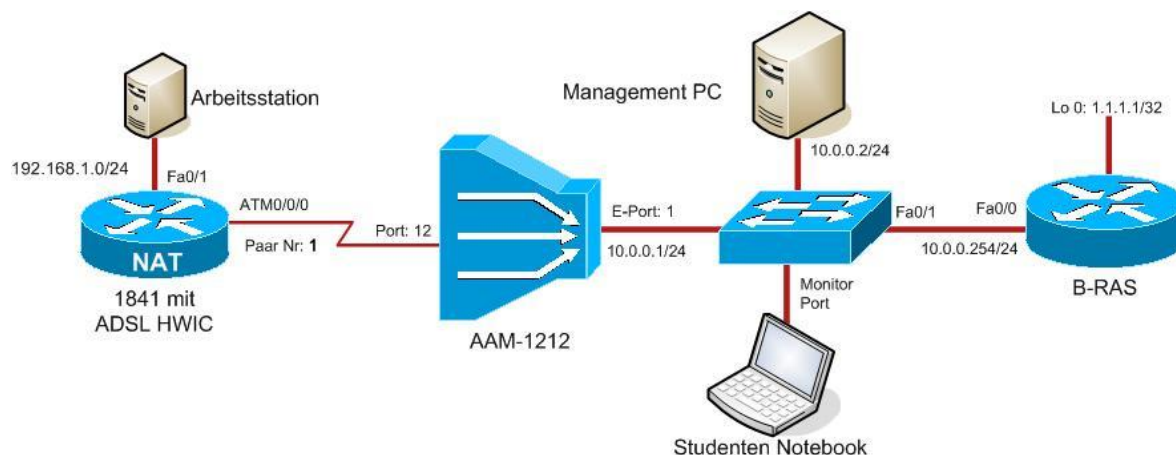 Arbeitsstation
Management PC
Lo 0: 1.1.1.1/32
192.168.1.0/24
Fa0/1
10.0.0.2/24
ATM0/0/0
Port: 12
E-Port: 1
Fa0/1
Fa0/0
NAT
Paar Nr: 1
10.0.0.1/24
10.0.0.254/24
1841 mit
ADSL HWIC
Monitor
Port
B-RAS
AAM-1212
Studenten Notebook